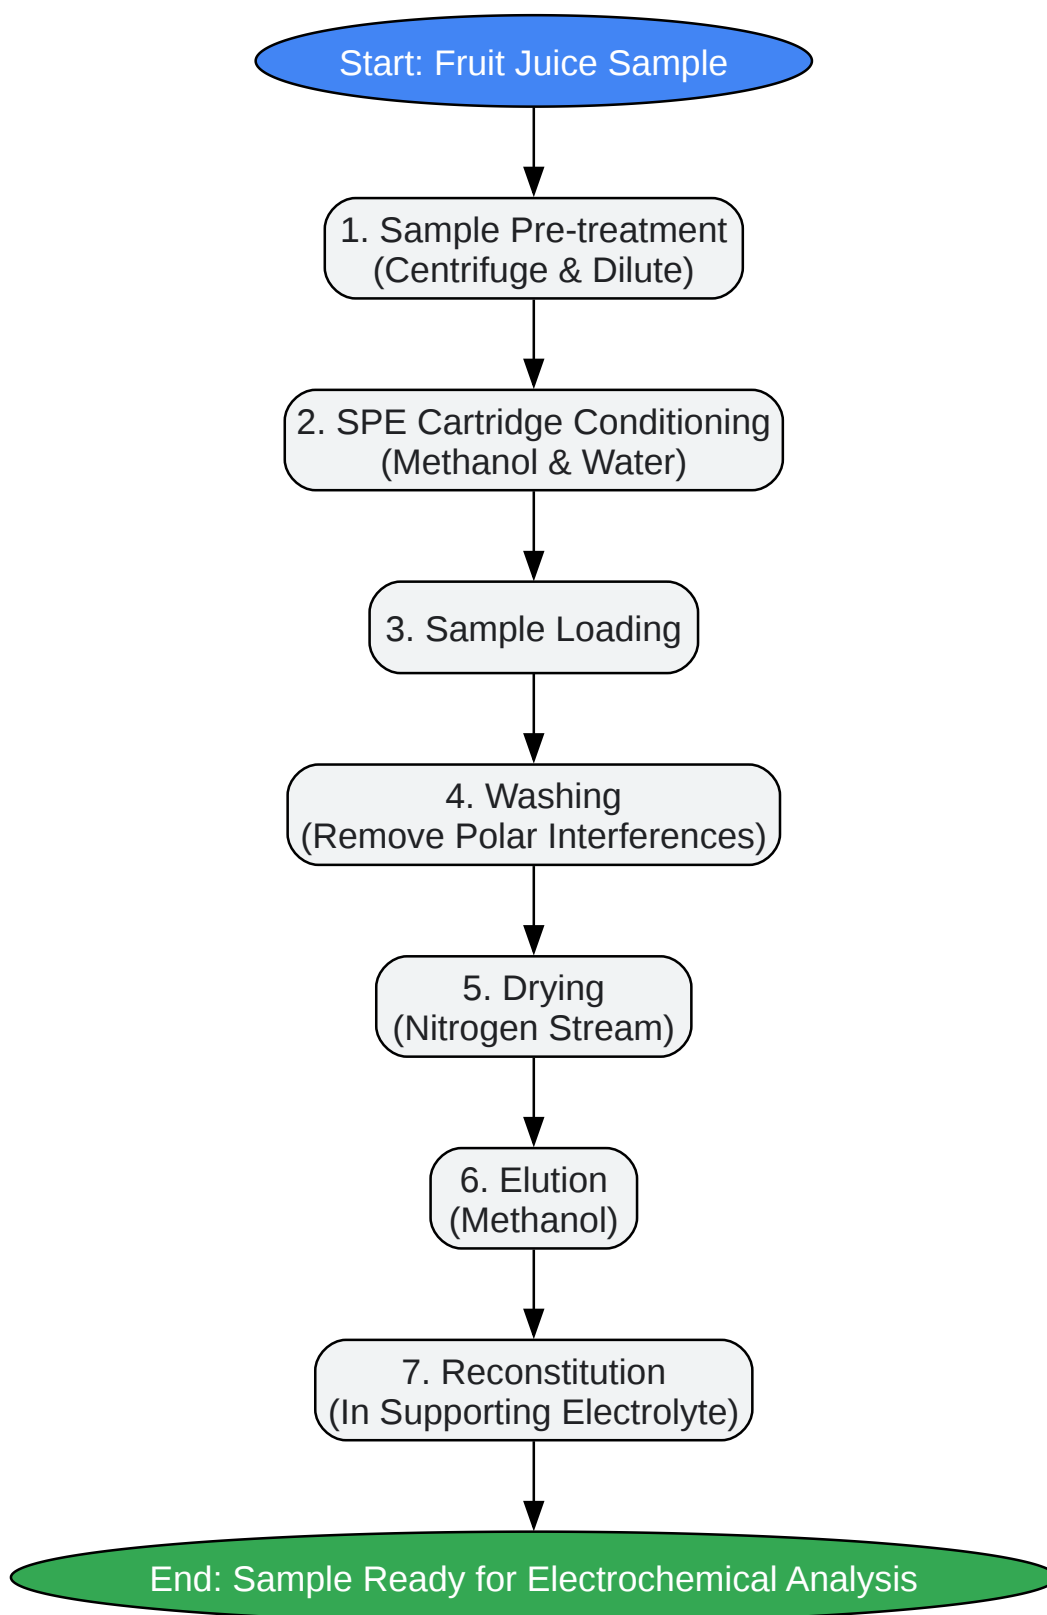 Start: Fruit Juice Sample
1. Sample Pre-treatment
(Centrifuge & Dilute)
2. SPE Cartridge Conditioning
(Methanol & Water)
3. Sample Loading
4. Washing
(Remove Polar Interferences)
5. Drying
(Nitrogen Stream)
6. Elution
(Methanol)
7. Reconstitution
(In Supporting Electrolyte)
End: Sample Ready for Electrochemical Analysis